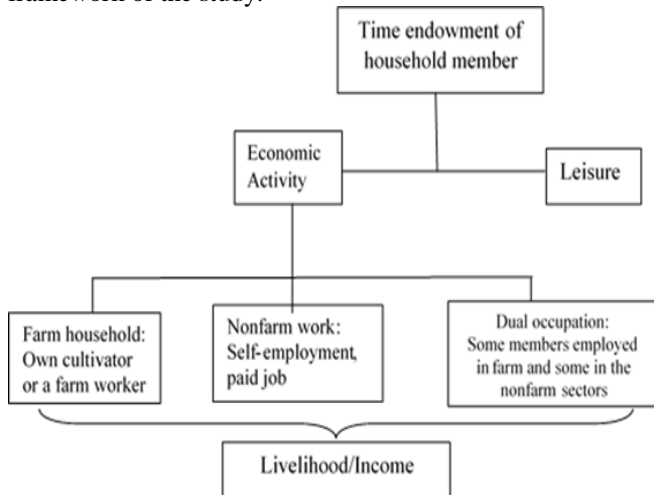 framework of the study.
Time endowment of
household member
Economic
Activity
Leisure
Farm household:
Own cultivator
or a farm worker
Nonfarm work:
Self-employment,
paid job
Dual occupation:
Some members employed
in farm and some in the
nonfarm sectors
Livelihood/Income